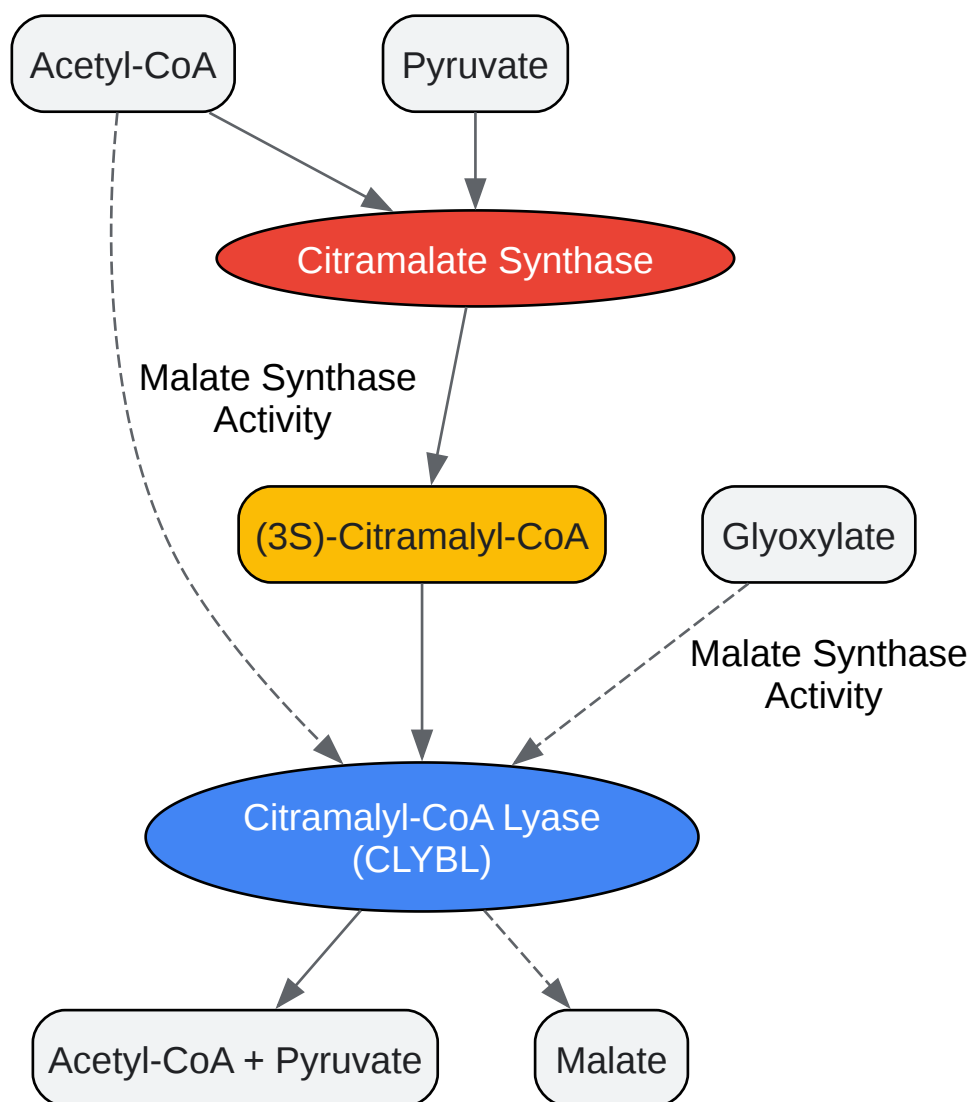 Acetyl-CoA
Pyruvate
Citramalate Synthase
Malate Synthase
Activity
(3S)-Citramalyl-CoA
Glyoxylate
Malate Synthase
Activity
Citramalyl-CoA Lyase
(CLYBL)
Acetyl-CoA + Pyruvate
Malate